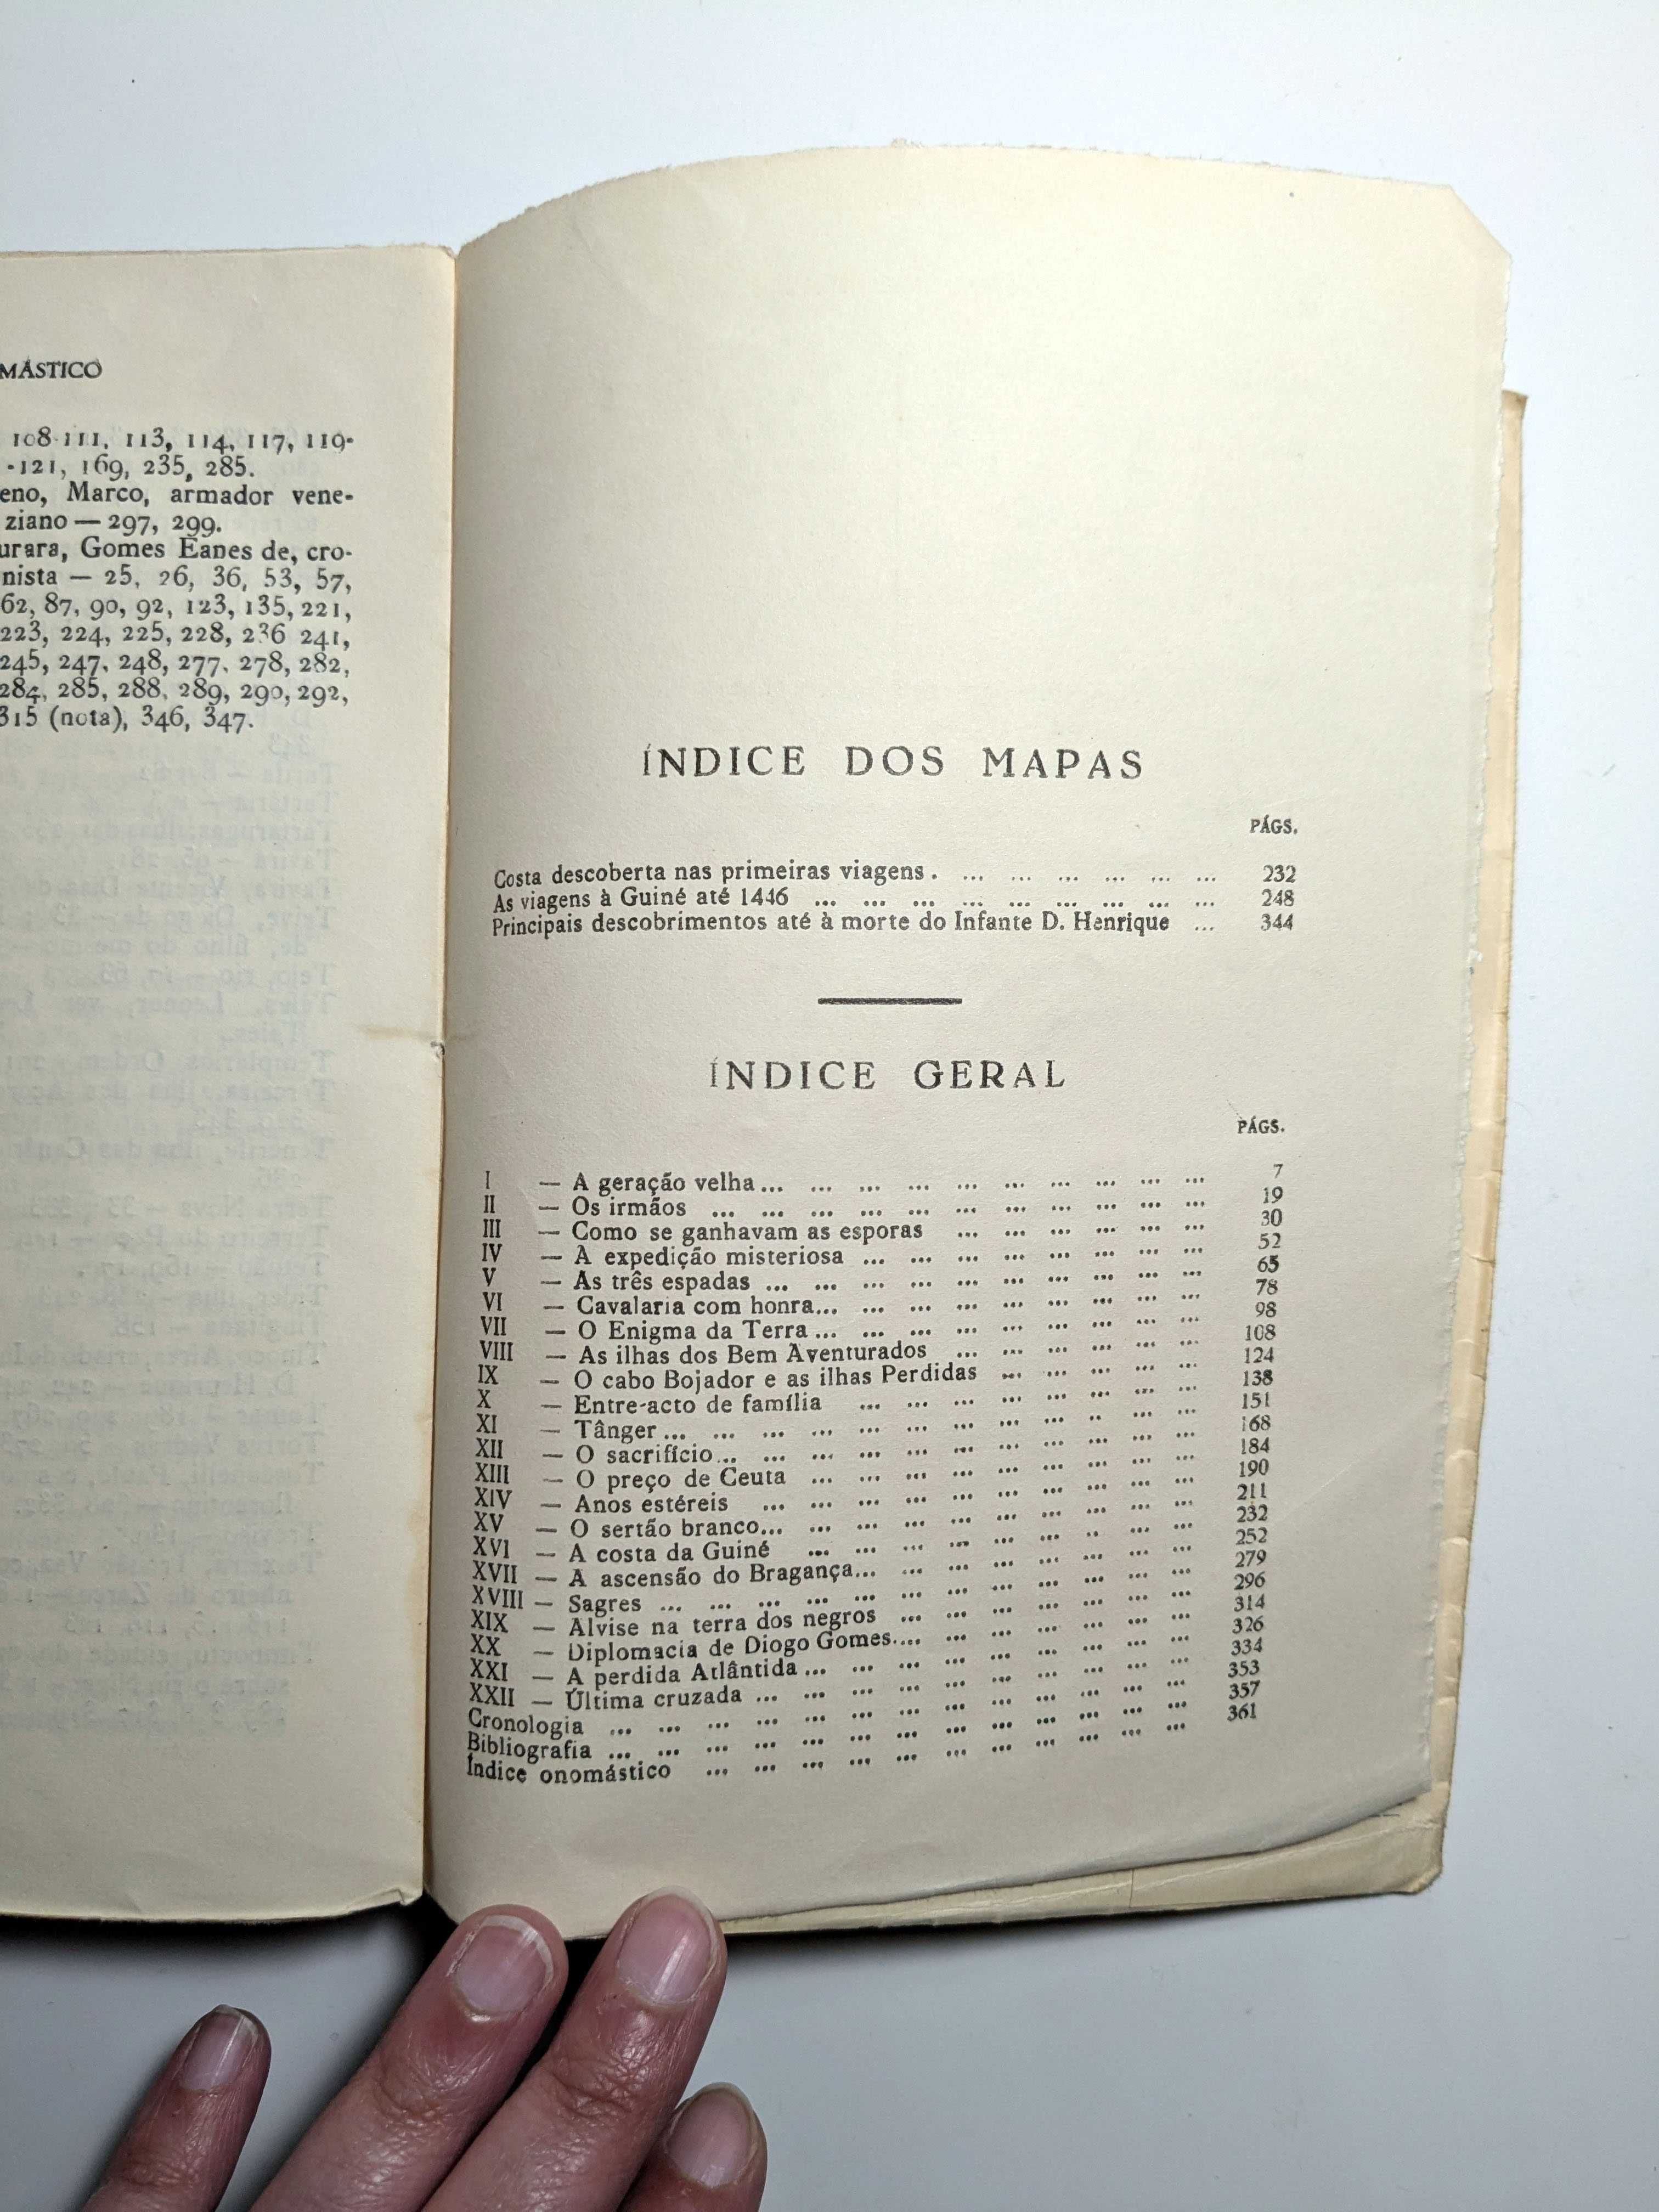 MÁSTICO
108-111, 113, 114, 117, 119-
-121, 169, 235, 285.
eno, Marco, armador vene-
ziano — 297, 299.
urara, Gomes Eanes de, cro-
nista — 25, 26, 36, 53, 57,
62, 87, 90, 92, 123, 135, 221,
223, 224, 225, 228, 236 241,
245, 247, 248, 277, 278, 282,
284, 285, 288, 289, 290, 292,
315 (nota), 346, 347.
ÍNDICE DOS MAPAS
PÁGS.
Costa descoberta nas primeiras viagens . ... ... ... ... ... ... 232
As viagens à Guiné até 1446 ... ... ... ... ... ... ... ... ... 248
Principais descobrimentos até à morte do Infante D. Henrique ... 344
ÍNDICE GERAL
PÁGS.
I — A geração velha ... ... ... ... ... ... ... ... ... ... 7
II — Os irmãos ... ... ... ... ... ... ... ... ... ... ... 19
III — Como se ganhavam as esporas ... ... ... ... ... ... 30
IV — A expedição misteriosa ... ... ... ... ... ... ... ... 52
V — As três espadas ... ... ... ... ... ... ... ... ... ... 65
VI — Cavalaria com honra... ... ... ... ... ... ... ... ... 78
VII — O Enigma da Terra ... ... ... ... ... ... ... ... ... 98
VIII — As ilhas dos Bem Aventurados ... ... ... ... ... ... 108
IX — O cabo Bojador e as ilhas Perdidas ... ... ... ... ... 124
X — Entre-acto de família ... ... ... ... ... ... ... ... 138
XI — Tânger ... ... ... ... ... ... ... ... ... ... ... ... 151
XII — O sacrifício... ... ... ... ... ... ... ... ... ... ... 168
XIII — O preço de Ceuta ... ... ... ... ... ... ... ... ... 184
XIV — Anos estéreis ... ... ... ... ... ... ... ... ... ... 190
XV — O sertão branco... ... ... ... ... ... ... ... ... ... 211
XVI — A costa da Guiné ... ... ... ... ... ... ... ... ... 232
XVII — A ascensão do Bragança... ... ... ... ... ... ... ... 252
XVIII — Sagres ... ... ... ... ... ... ... ... ... ... ... ... 279
XIX — Alvise na terra dos negros ... ... ... ... ... ... ... 296
XX — Diplomacia de Diogo Gomes.... ... ... ... ... ... ... 314
XXI — A perdida Atlântida ... ... ... ... ... ... ... ... ... 326
XXII — Última cruzada ... ... ... ... ... ... ... ... ... ... 334
Cronologia ... ... ... ... ... ... ... ... ... ... ... ... 353
Bibliografia ... ... ... ... ... ... ... ... ... ... ... ... 357
Índice onomástico ... ... ... ... ... ... ... ... ... ... 361